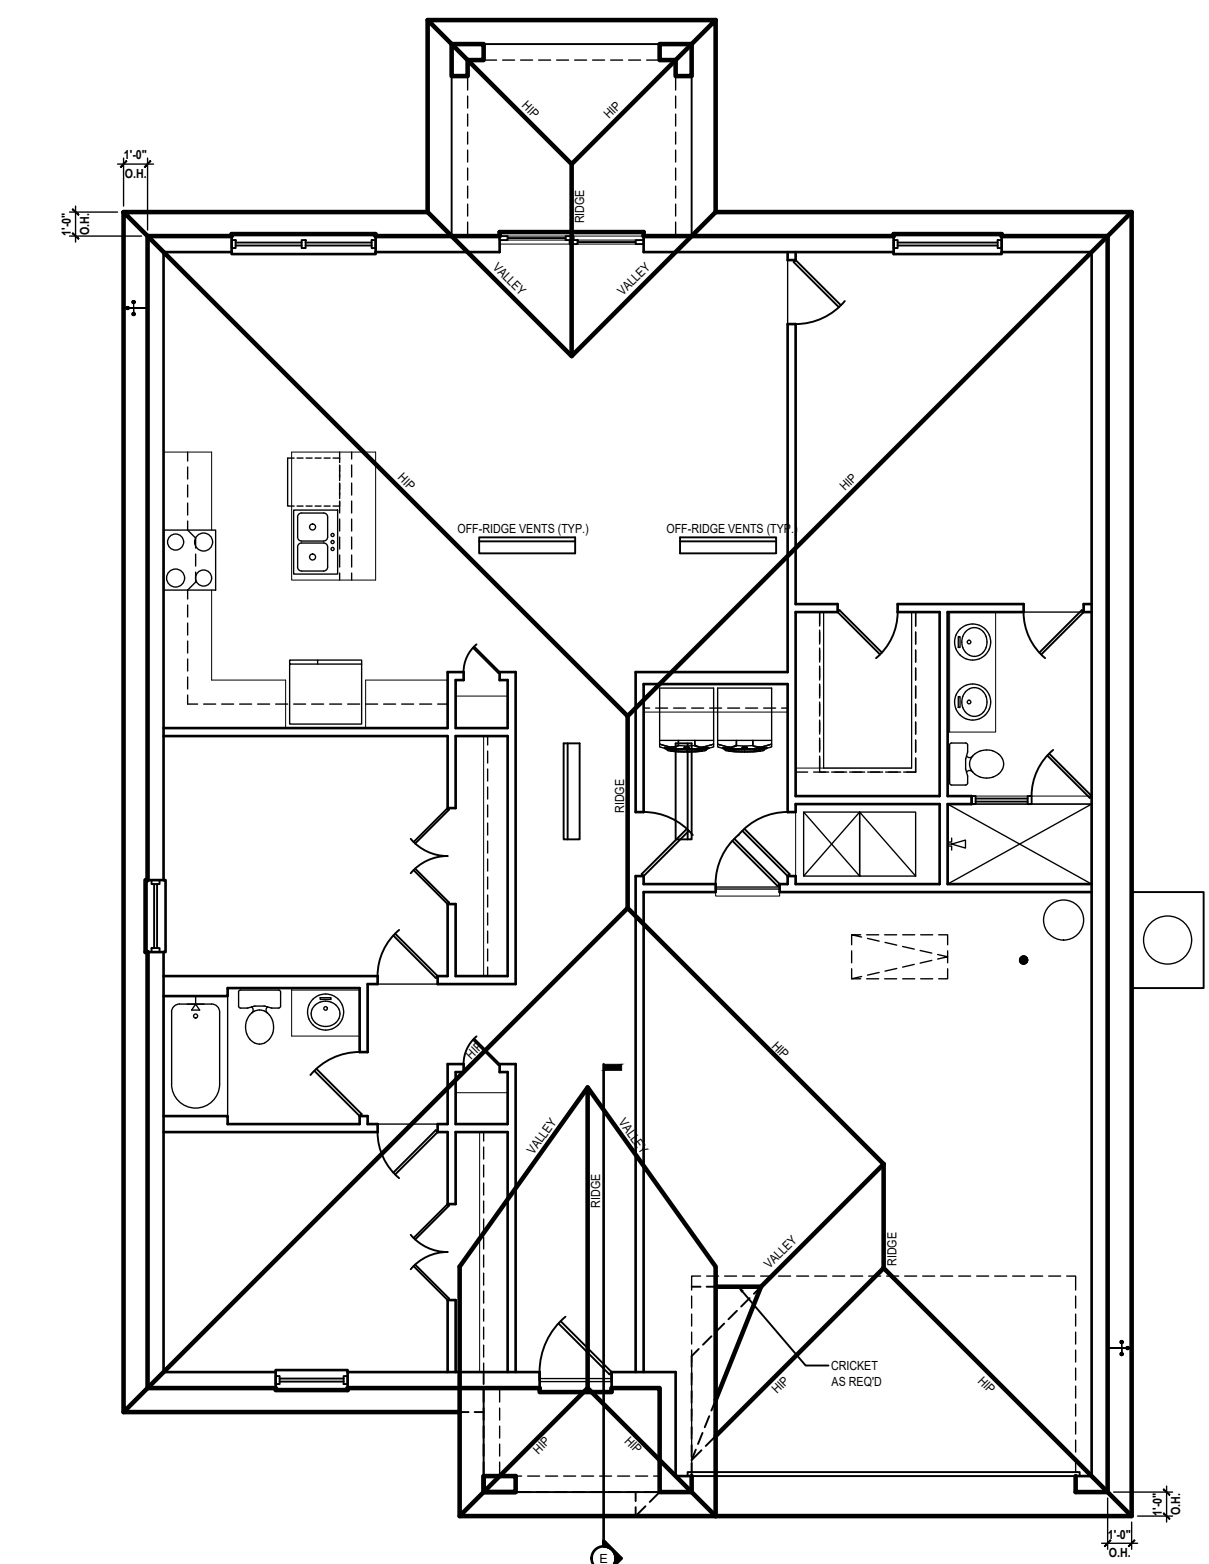 HIP
HIP
1'-0"
O.H.
RIDGE
1'-0"
O.H.
VALLEY
VALLEY
HIP
HIP
OFF-RIDGE VENTS (TYP.)
OFF-RIDGE VENTS (TYP.
RIDGE
HIP
HIP
VALLEY
VALLEY
RIDGE
VALLEY
RIDGE
CRICKET
AS REQ'D
HIP
HIP
HIP
HIP
1'-0"
O.H.
1'-0"
O.H.
E